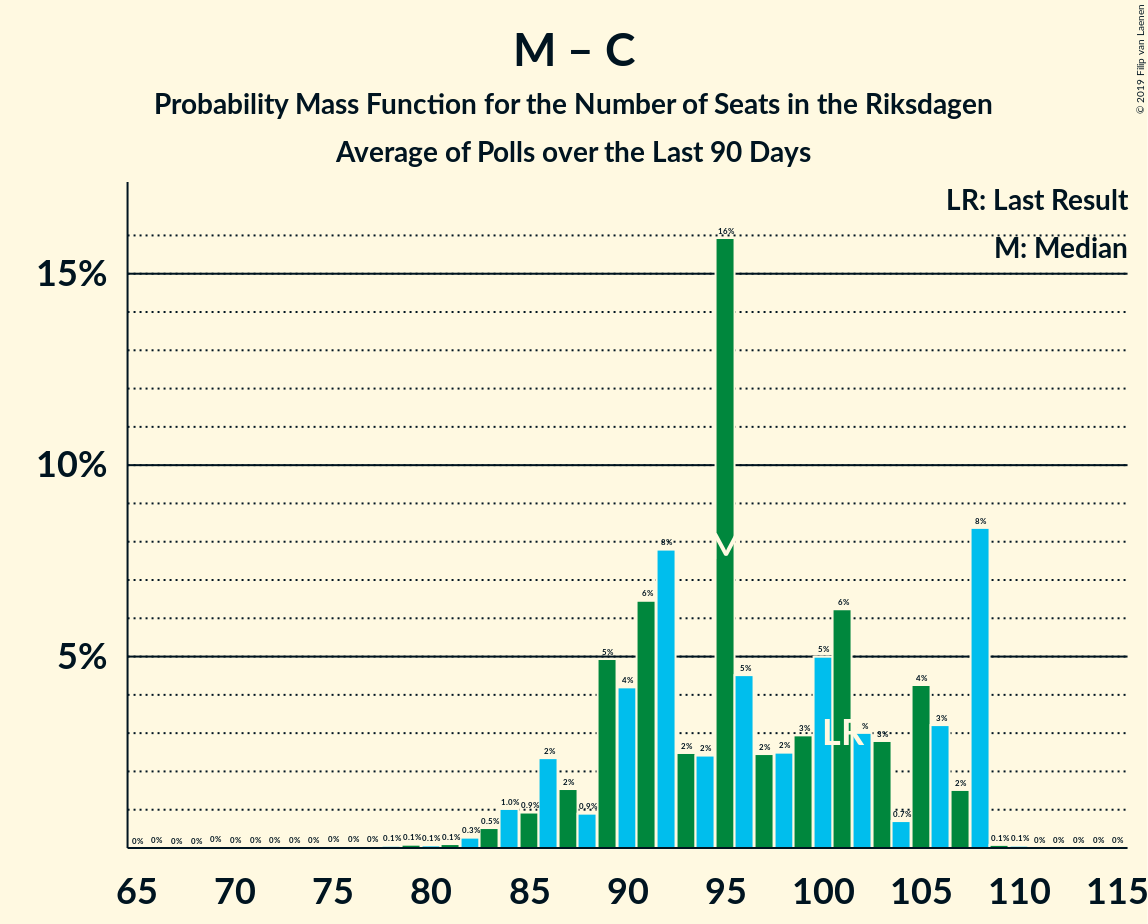 M – C
Probability Mass Function for the Number of Seats in the Riksdagen
Average of Polls over the Last 90 Days
© 2019 Filip van Laenen
LR: Last Result
M: Median
15%
10%
5%
0% 0% 0% 0% 0% 0% 0% 0% 0% 0% 0% 0% 0% 0.1% 0.1% 0.1% 0.1% 0.3% 0.5% 1.0% 0.9% 2% 2% 0.9% 5% 4% 6% 8% 2% 2% 16% 5% 2% 2% 3% 5% 6% % 3% 0.7% 4% 3% 2% 8% 0.1% 0.1% 0% 0% 0% 0% 0%
LR
65 70 75 80 85 90 95 100 105 110 115